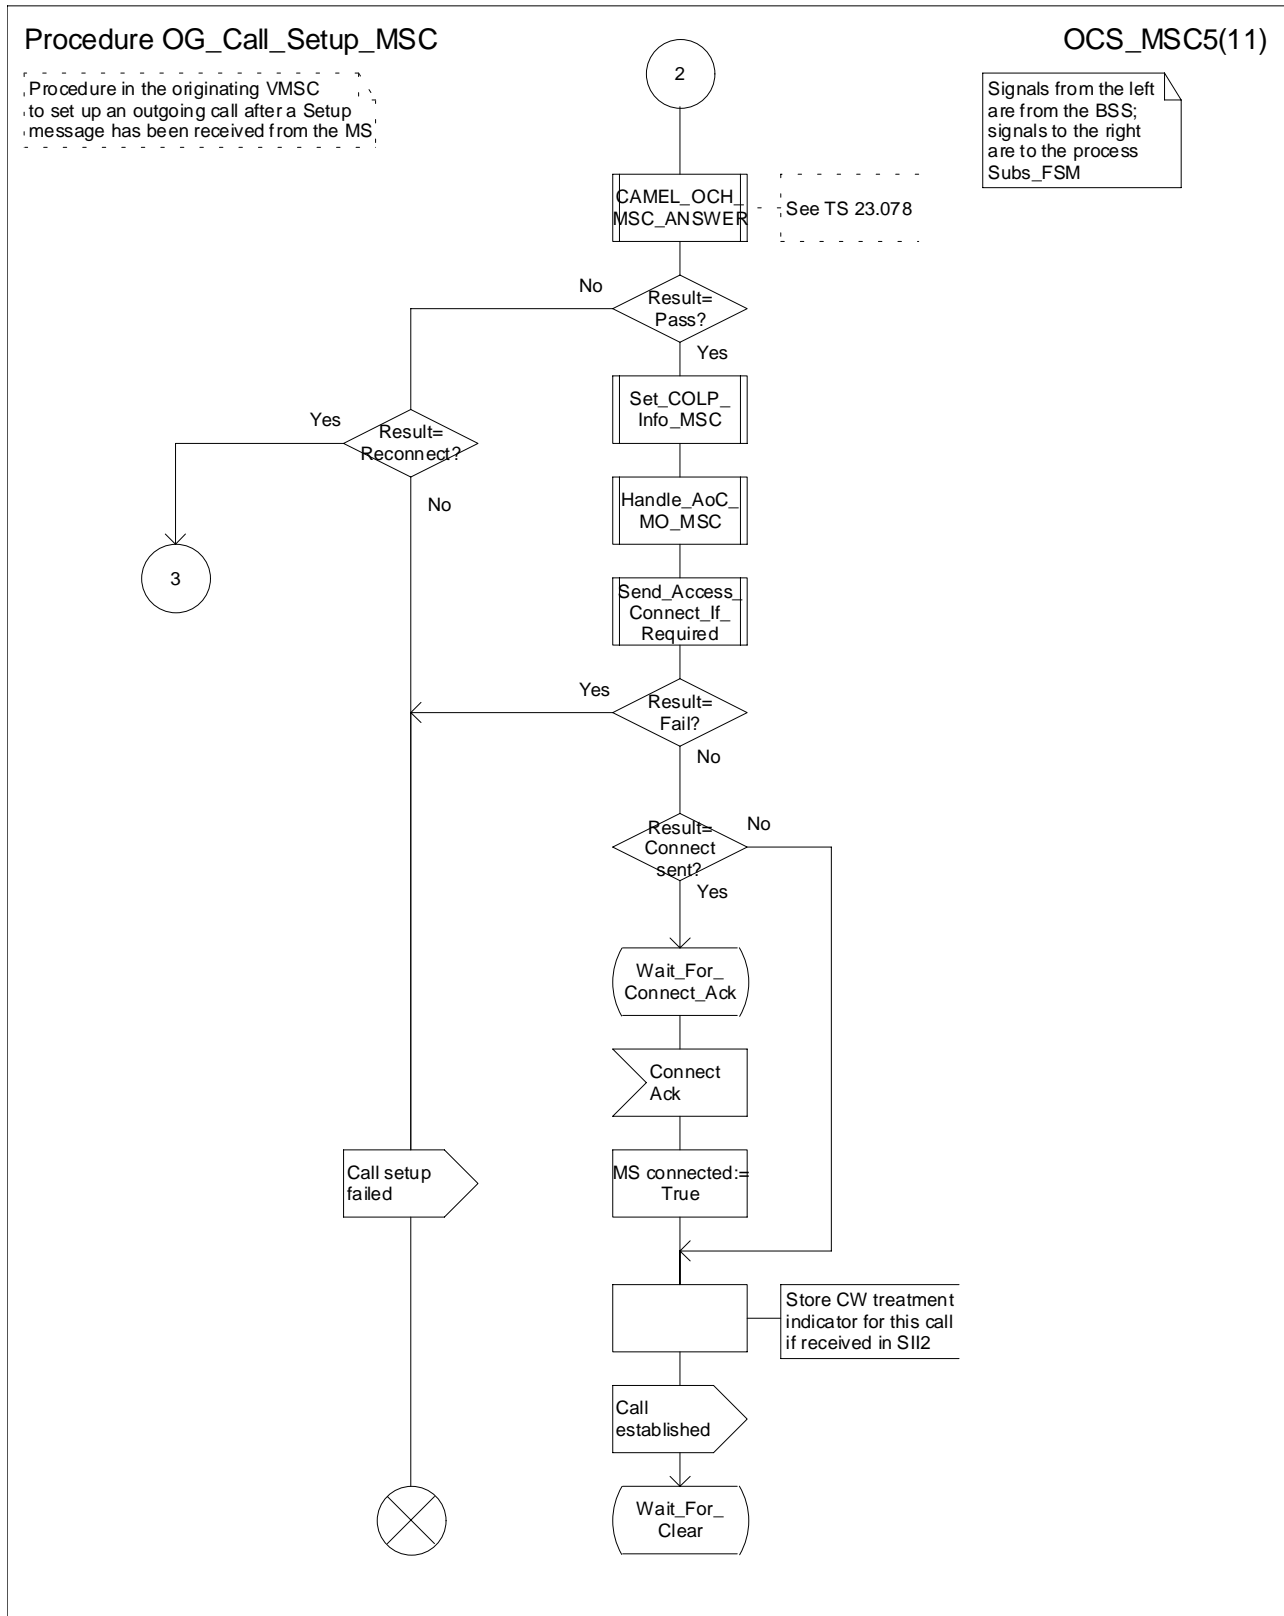 Procedure OG_Call_Setup_MSC
OCS_MSC5(11)
Procedure in the originating VMSC
to set up an outgoing call after a Setup
message has been received from the MS
2
Signals from the left
are from the BSS;
signals to the right
are to the process
Subs_FSM
CAMEL_OCH_
MSC_ANSWER
See TS 23.078
No
Result=
Pass?
Yes
Set_COLP_
Info_MSC
Yes
Result=
Reconnect?
No
Handle_AoC_
MO_MSC
3
Send_Access_
Connect_If_
Required
Yes
Result=
Fail?
No
Result=
Connect
sent?
No
Yes
Wait_For_
Connect_Ack
Connect
Ack
Call setup
failed
MS connected:=
True
Store CW treatment
indicator for this call
if received in SII2
Call
established
Wait_For_
Clear